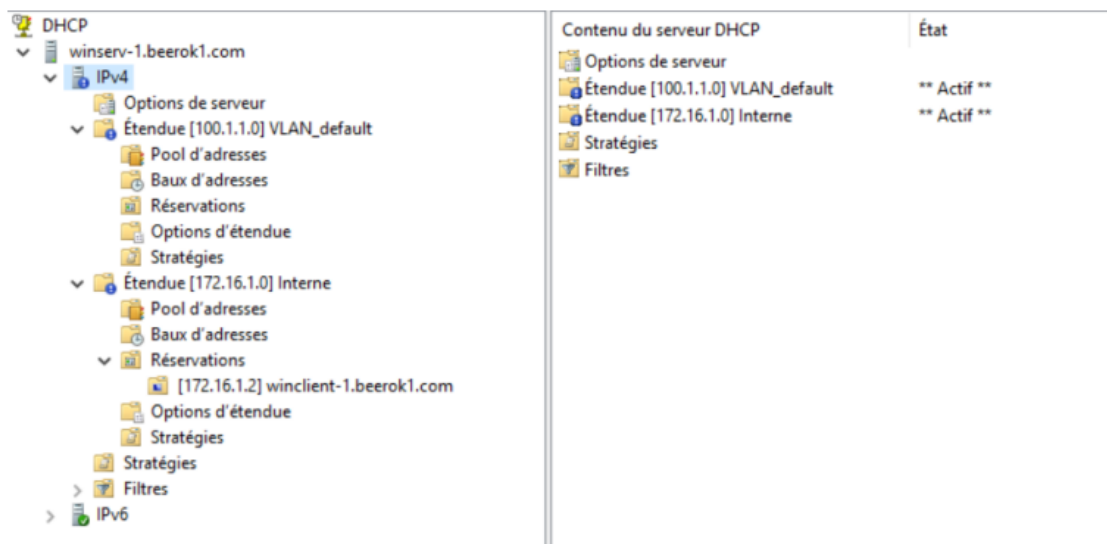 DHCP
winserv-1.beerok1.com
IPv4
Options de serveur
Étendue [100.1.1.0] VLAN_default
Pool d'adresses
Baux d'adresses
Réservations
Options d'étendue
Stratégies
Étendue [172.16.1.0] Interne
Pool d'adresses
Baux d'adresses
Réservations
[172.16.1.2] winclient-1.beerok1.com
Options d'étendue
Stratégies
Stratégies
Filtres
IPv6
Contenu du serveur DHCP État
Options de serveur
Étendue [100.1.1.0] VLAN_default ** Actif **
Étendue [172.16.1.0] Interne ** Actif **
Stratégies
Filtres